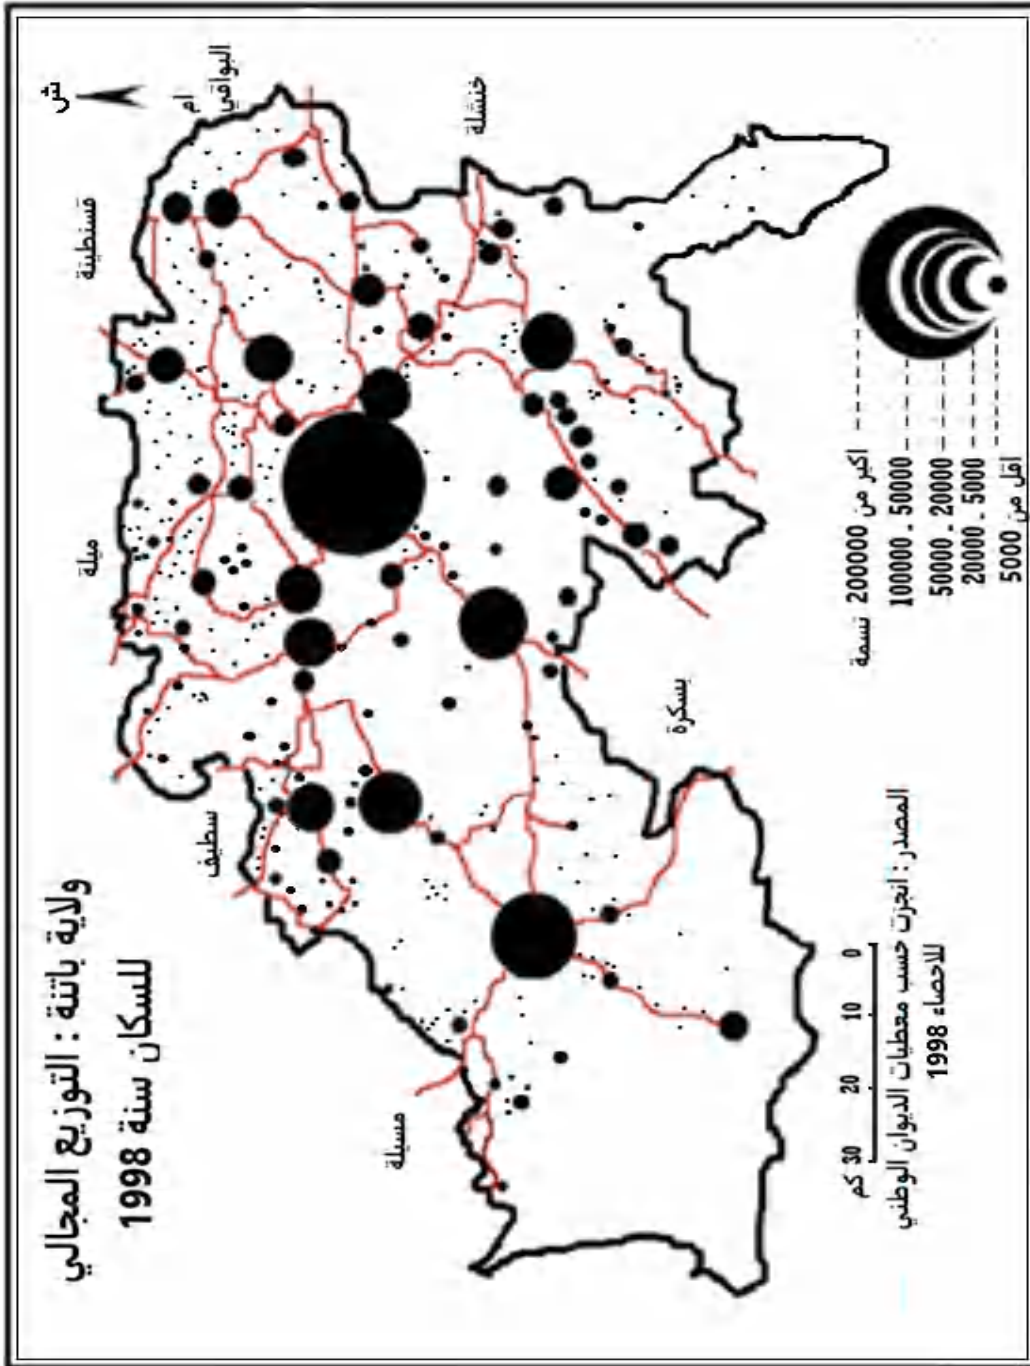 ولاية باتنة : التوزيع المجالي
للسكان سنة 1998
ش
ام
البواقي
خنشلة
قسنطينة
ميلة
سطيف
مسيلة
بسكرة
اكبر من 200000 نسمة
100000 . 50000
50000 . 20000
20000 . 5000
اقل من 5000
0 10 20 30 كم
المصدر : انجزت حسب معطيات الديوان الوطني
للاحصاء 1998